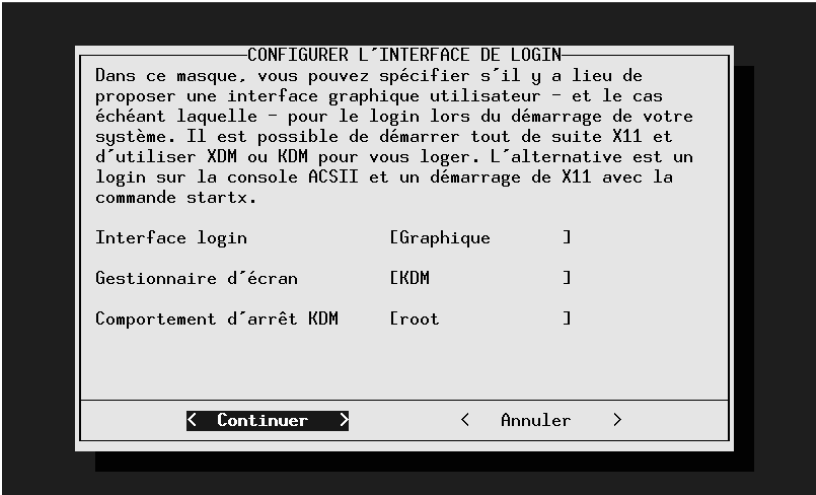 CONFIGURER L´INTERFACE DE LOGIN
Dans ce masque, vous pouvez spécifier s´il y a lieu de
proposer une interface graphique utilisateur - et le cas
échéant laquelle - pour le login lors du démarrage de votre
système. Il est possible de démarrer tout de suite X11 et
d´utiliser XDM ou KDM pour vous loger. L´alternative est un
login sur la console ACSII et un démarrage de X11 avec la
commande startx.
Interface login [Graphique ]
Gestionnaire d´écran [KDM ]
Comportement d´arrêt KDM [root ]
< Continuer > < Annuler >